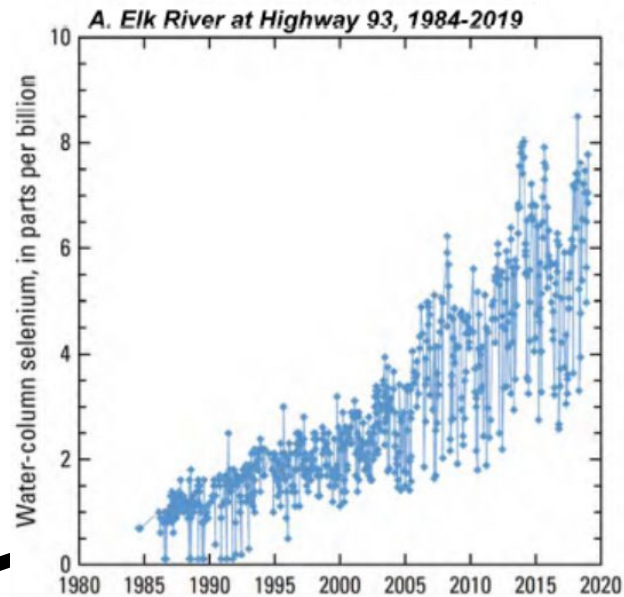 A. Elk River at Highway 93, 1984-2019
Water-column selenium, in parts per billion
10
8
6
4
2
0
1980 1985 1990 1995 2000 2005 2010 2015 2020